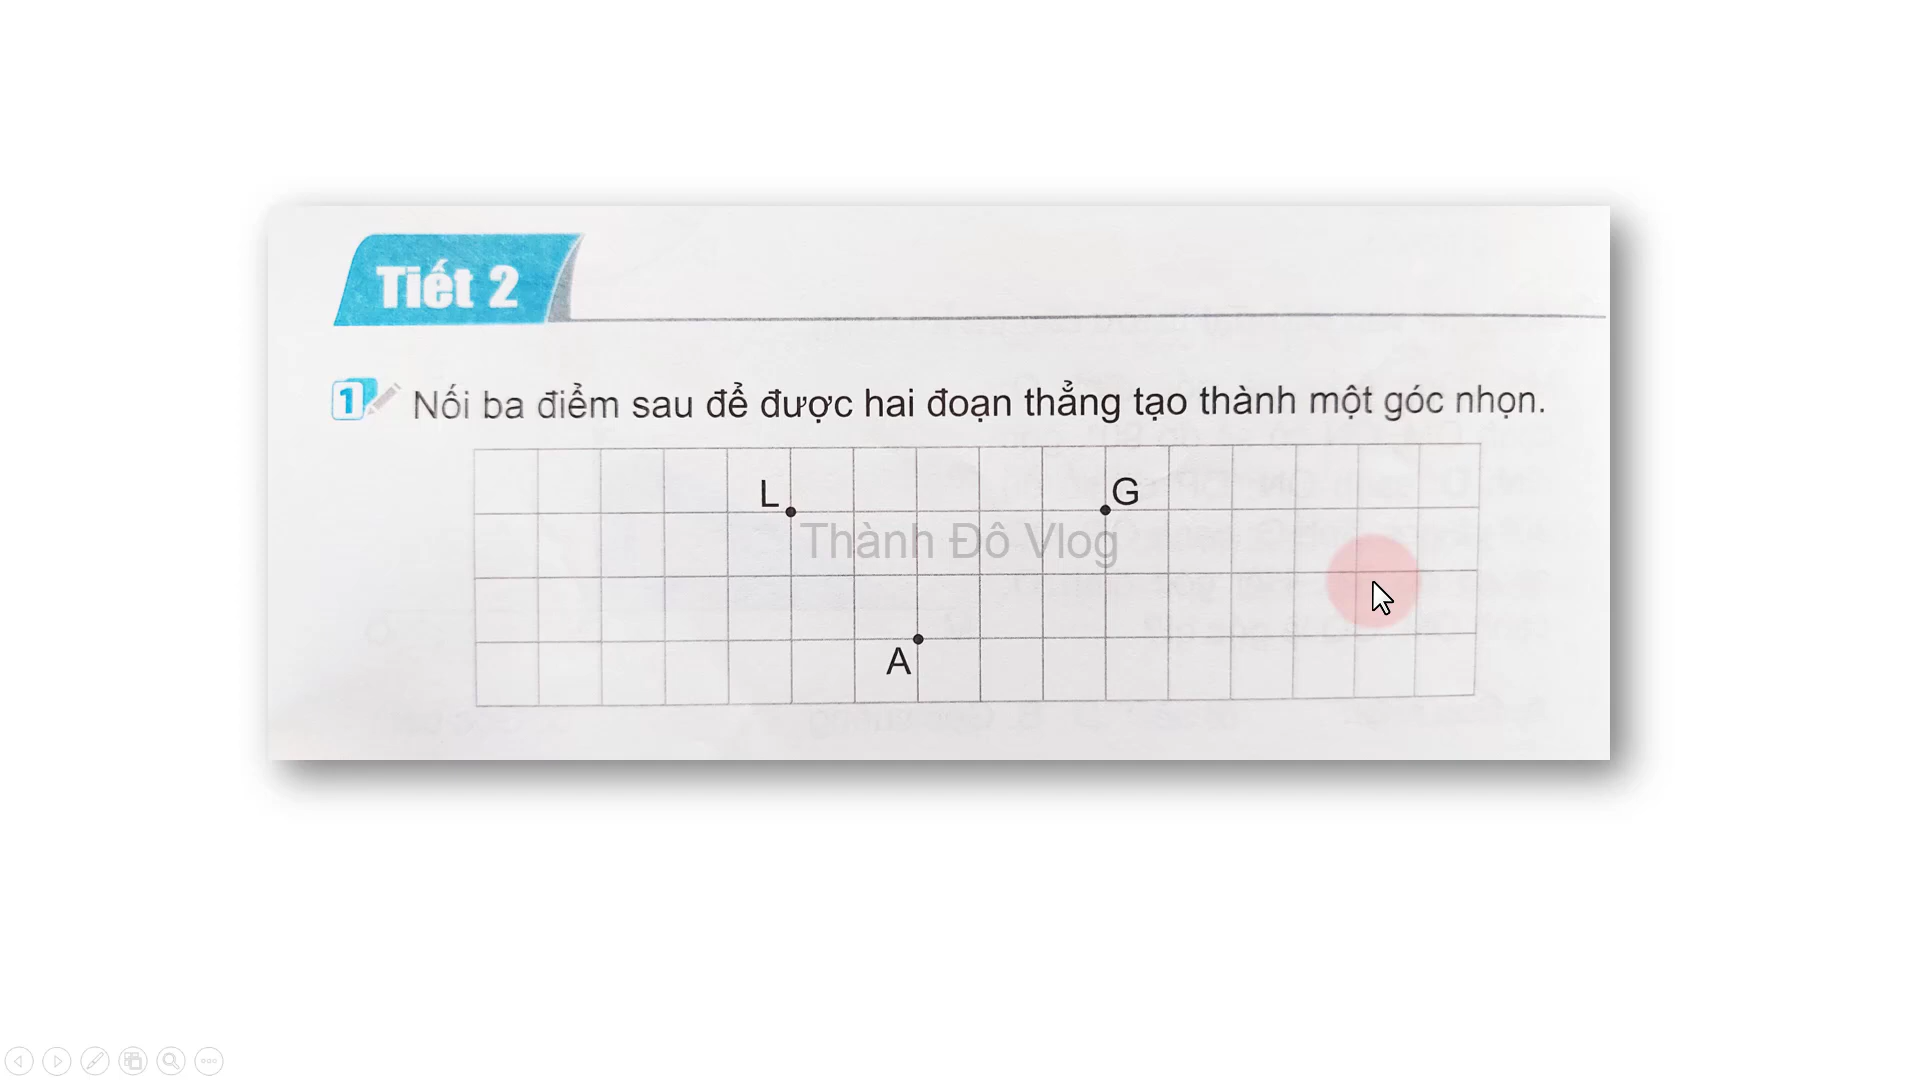 Tiết 2
1 Nối ba điểm sau để được hai đoạn thẳng tạo thành một góc nhọn.
L
G
Thành Đô Vlog
A